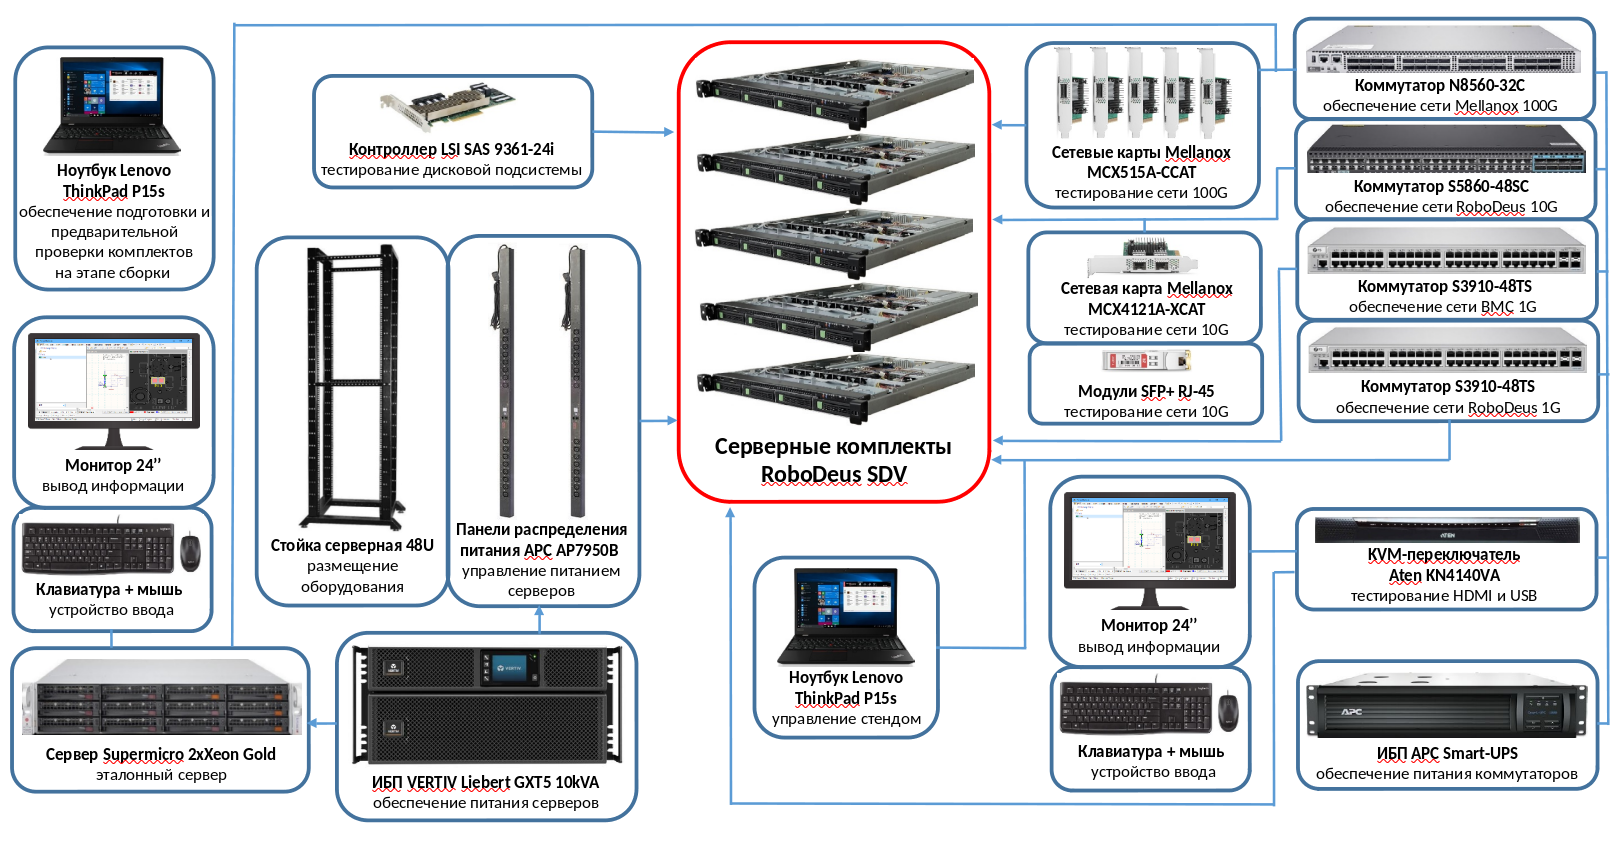 Ноутбук Lenovo
ThinkPad P15s
обеспечение подготовки и
предварительной
проверки комплектов
на этапе сборки
Монитор 24’’
вывод информации
Клавиатура + мышь
устройство ввода
Сервер Supermicro 2xXeon Gold
эталонный сервер
Контроллер LSI SAS 9361-24i
тестирование дисковой подсистемы
Стойка серверная 48U
размещение
оборудования
Панели распределения
питания APC AP7950B
управление питанием
серверов
VERTIV
VERTIV
VERTIV
ИБП VERTIV Liebert GXT5 10kVA
обеспечение питания серверов
Серверные комплекты
RoboDeus SDV
Ноутбук Lenovo
ThinkPad P15s
управление стендом
Сетевые карты Mellanox
MCX515A-CCAT
тестирование сети 100G
Сетевая карта Mellanox
MCX4121A-XCAT
тестирование сети 10G
Модули SFP+ RJ-45
тестирование сети 10G
Монитор 24’’
вывод информации
Клавиатура + мышь
устройство ввода
Коммутатор N8560-32C
обеспечение сети Mellanox 100G
Коммутатор S5860-48SC
обеспечение сети RoboDeus 10G
Коммутатор S3910-48TS
обеспечение сети BMC 1G
Коммутатор S3910-48TS
обеспечение сети RoboDeus 1G
ATEN
KVM-переключатель
Aten KN4140VA
тестирование HDMI и USB
APC
ИБП APC Smart-UPS
обеспечение питания коммутаторов